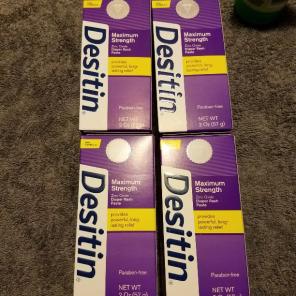 Desitin
Maximum
Strength
Zinc Oxide
Diaper Rash
Paste
provides
powerful, long-
lasting relief
Paraben-free
NET WT
2 Oz (57 g)
Desitin
Maximum
Strength
Zinc Oxide
Diaper Rash
Paste
provides
powerful, long-
lasting relief
Paraben-free
NET WT
2 Oz (57 g)
Desitin
Maximum
Strength
Zinc Oxide
Diaper Rash
Paste
provides
powerful, long-
lasting relief
Paraben-free
NET WT
2 Oz (57 g)
Desitin
Maximum
Strength
Zinc Oxide
Diaper Rash
Paste
provides
powerful, long-
lasting relief
Paraben-free
NET WT